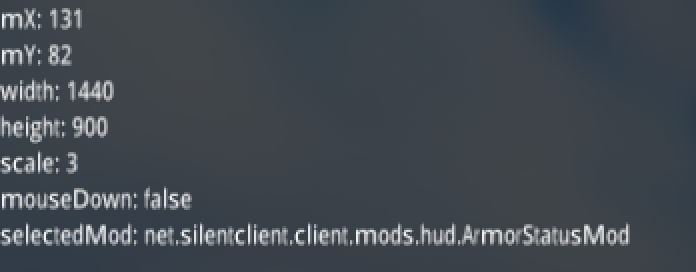 mX: 131
mY: 82
width: 1440
height: 900
scale: 3
mouseDown: false
selectedMod: net.silentclient.client.mods.hud.ArmorStatusMod